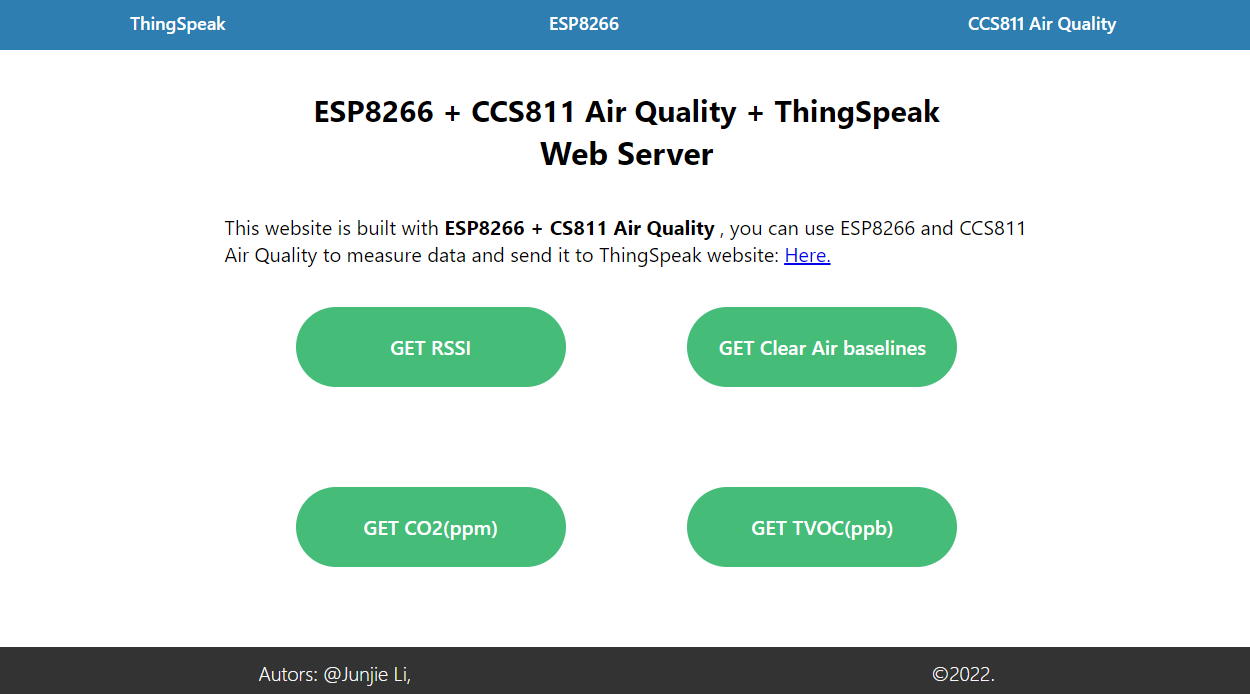 ThingSpeak ESP8266 CCS811 Air Quality
ESP8266 + CCS811 Air Quality + ThingSpeak
Web Server
This website is built with ESP8266 + CS811 Air Quality , you can use ESP8266 and CCS811
Air Quality to measure data and send it to ThingSpeak website: Here.
GET RSSI GET Clear Air baselines
GET CO2(ppm) GET TVOC(ppb)
Autors: @Junjie Li, ©2022.